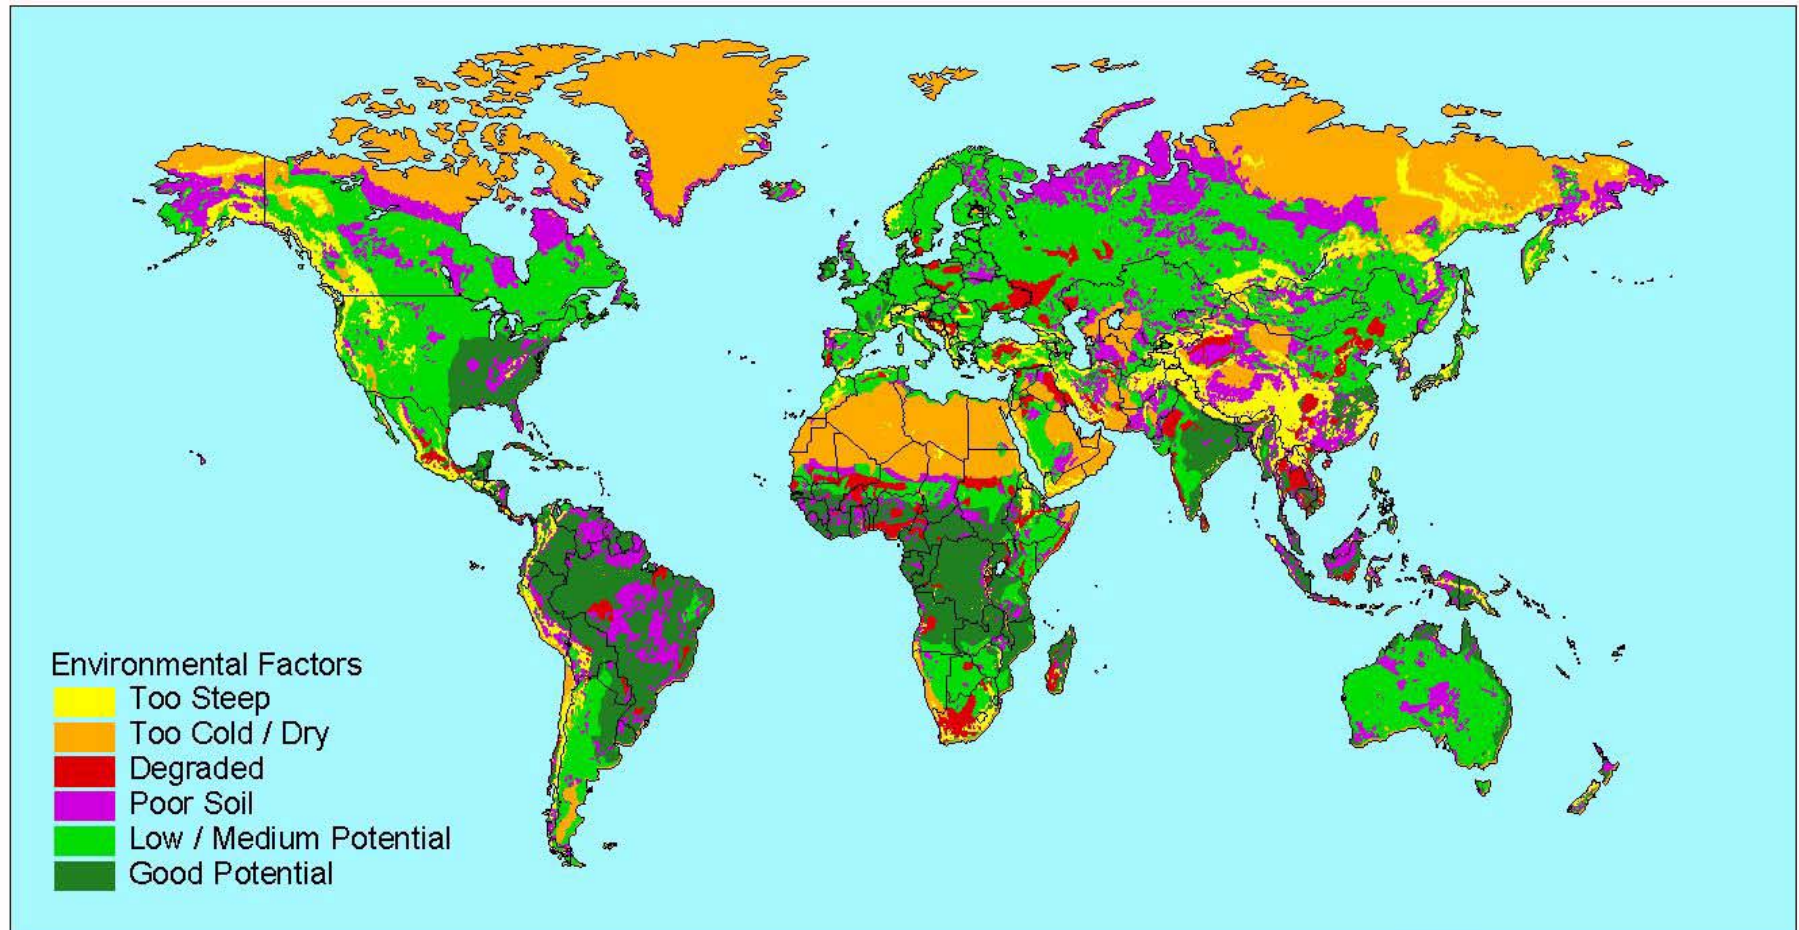 Environmental Factors
Too Steep
Too Cold / Dry
Degraded
Poor Soil
Low / Medium Potential
Good Potential